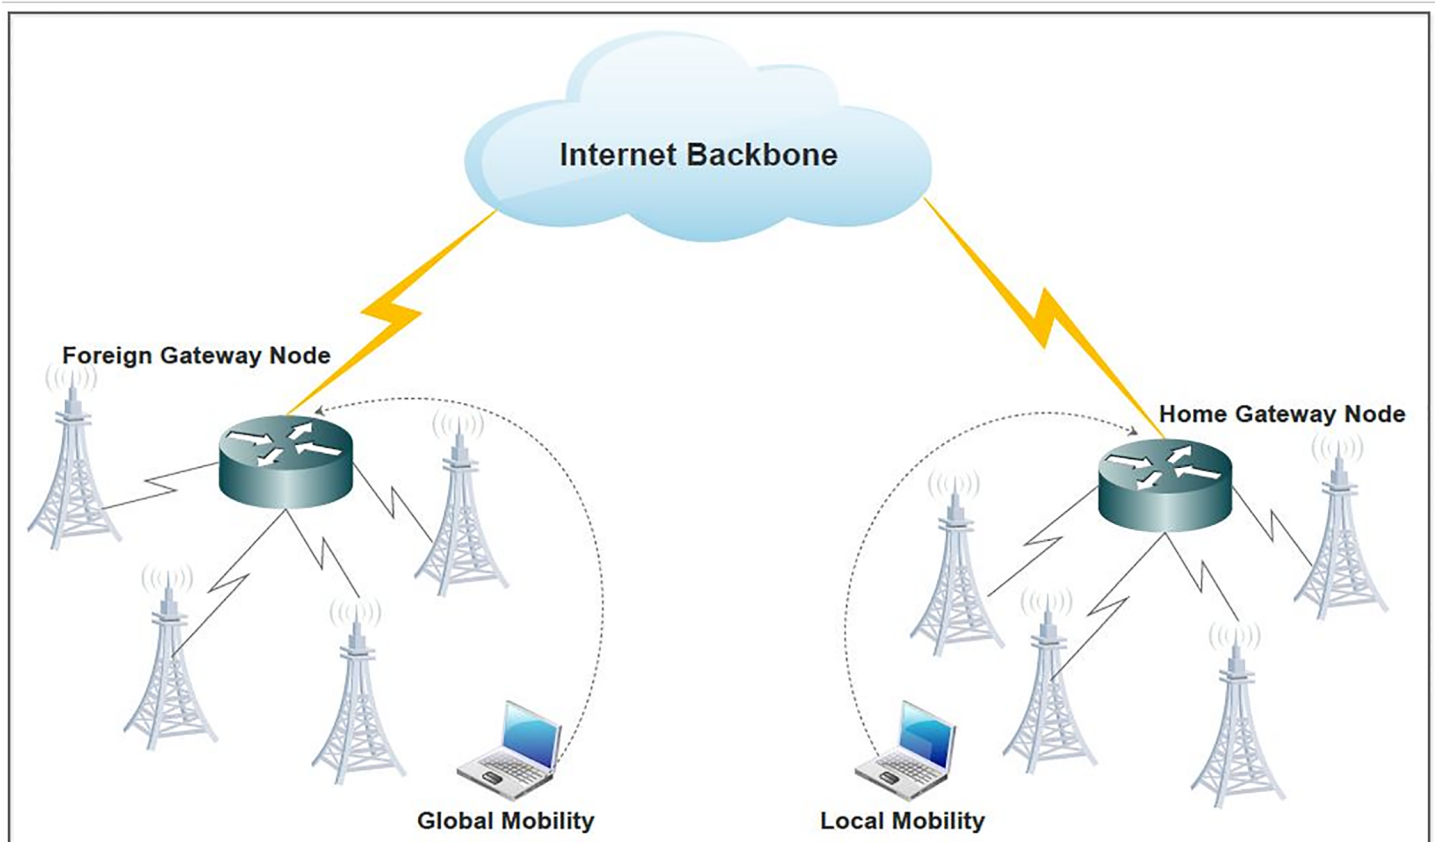 Internet Backbone
Foreign Gateway Node
Home Gateway Node
Global Mobility
Local Mobility